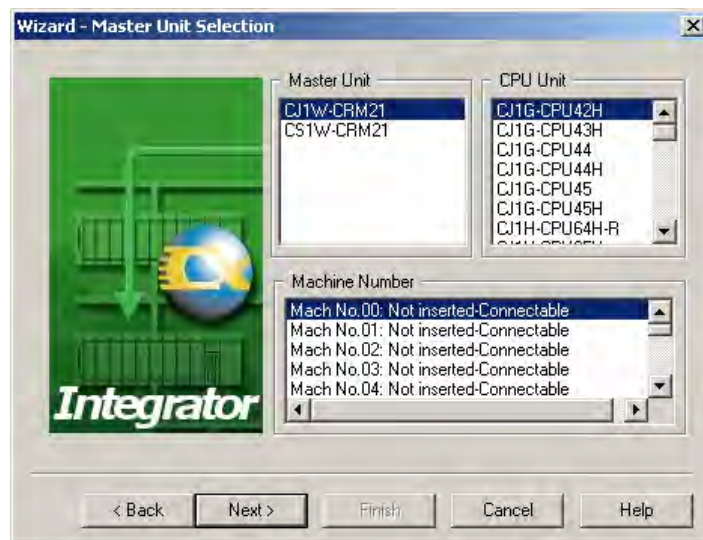 Wizard - Master Unit Selection
Master Unit
CJ1W-CRM21
CS1W-CRM21
CPU Unit
CJ1G-CPU42H
CJ1G-CPU43H
CJ1G-CPU44
CJ1G-CPU44H
CJ1G-CPU45
CJ1G-CPU45H
CJ1H-CPU64H-R
Machine Number
Mach No.00: Not inserted-Connectable
Mach No.01: Not inserted-Connectable
Mach No.02: Not inserted-Connectable
Mach No.03: Not inserted-Connectable
Mach No.04: Not inserted-Connectable
CX
Integrator
< Back
Next >
Finish
Cancel
Help